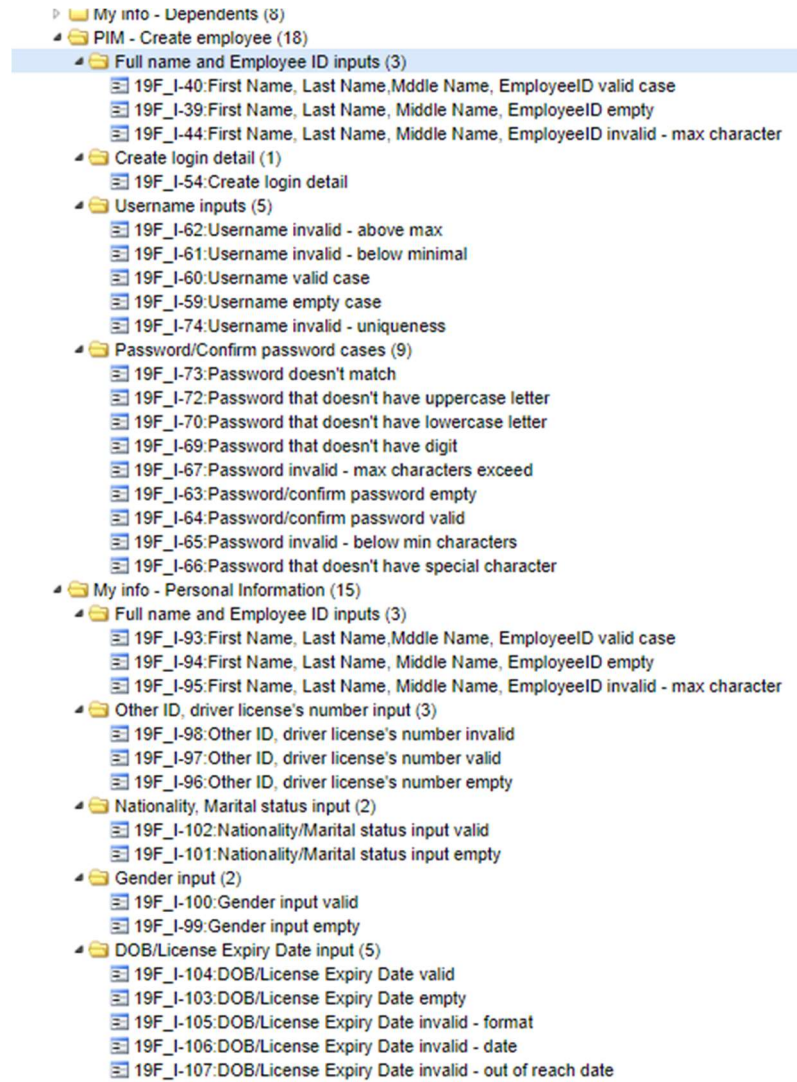 My info - Dependents (8)
PIM - Create employee (18)
Full name and Employee ID inputs (3)
19F_I-40:First Name, Last Name,Mddle Name, EmployeeID valid case
19F_I-39:First Name, Last Name, Middle Name, EmployeeID empty
19F_I-44:First Name, Last Name, Middle Name, EmployeeID invalid - max character
Create login detail (1)
19F_I-54:Create login detail
Username inputs (5)
19F_I-62:Username invalid - above max
19F_I-61:Username invalid - below minimal
19F_I-60:Username valid case
19F_I-59:Username empty case
19F_I-74:Username invalid - uniqueness
Password/Confirm password cases (9)
19F_I-73:Password doesn't match
19F_I-72:Password that doesn't have uppercase letter
19F_I-70:Password that doesn't have lowercase letter
19F_I-69:Password that doesn't have digit
19F_I-67:Password invalid - max characters exceed
19F_I-63:Password/confirm password empty
19F_I-64:Password/confirm password valid
19F_I-65:Password invalid - below min characters
19F_I-66:Password that doesn't have special character
My info - Personal Information (15)
Full name and Employee ID inputs (3)
19F_I-93:First Name, Last Name,Mddle Name, EmployeeID valid case
19F_I-94:First Name, Last Name, Middle Name, EmployeeID empty
19F_I-95:First Name, Last Name, Middle Name, EmployeeID invalid - max character
Other ID, driver license's number input (3)
19F_I-98:Other ID, driver license's number invalid
19F_I-97:Other ID, driver license's number valid
19F_I-96:Other ID, driver license's number empty
Nationality, Marital status input (2)
19F_I-102:Nationality/Marital status input valid
19F_I-101:Nationality/Marital status input empty
Gender input (2)
19F_I-100:Gender input valid
19F_I-99:Gender input empty
DOB/License Expiry Date input (5)
19F_I-104:DOB/License Expiry Date valid
19F_I-103:DOB/License Expiry Date empty
19F_I-105:DOB/License Expiry Date invalid - format
19F_I-106:DOB/License Expiry Date invalid - date
19F_I-107:DOB/License Expiry Date invalid - out of reach date